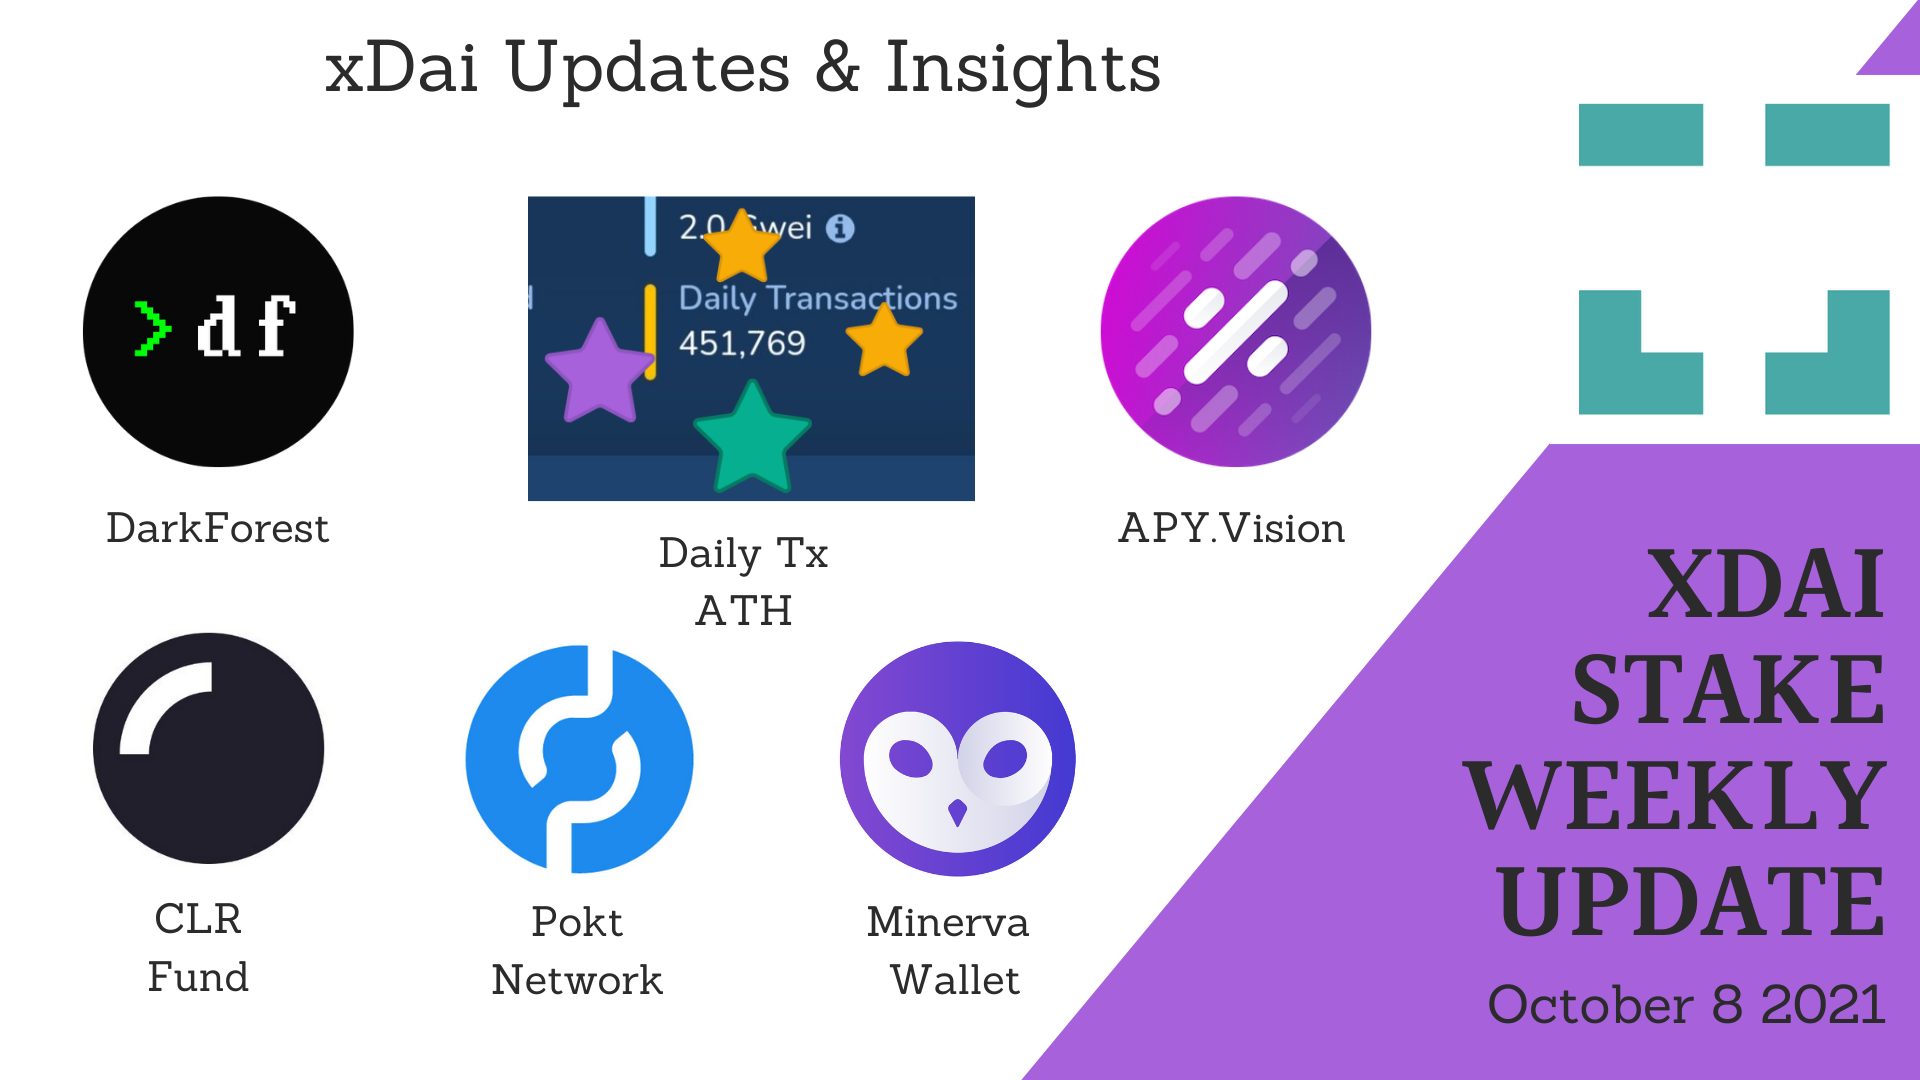 xDai Updates & Insights
>df
2.0 Gwei
Daily Transactions
451,769
DarkForest
Daily Tx
ATH
APY.Vision
CLR
Fund
Pokt
Network
Minerva
Wallet
XDAI
STAKE
WEEKLY
UPDATE
October 8 2021